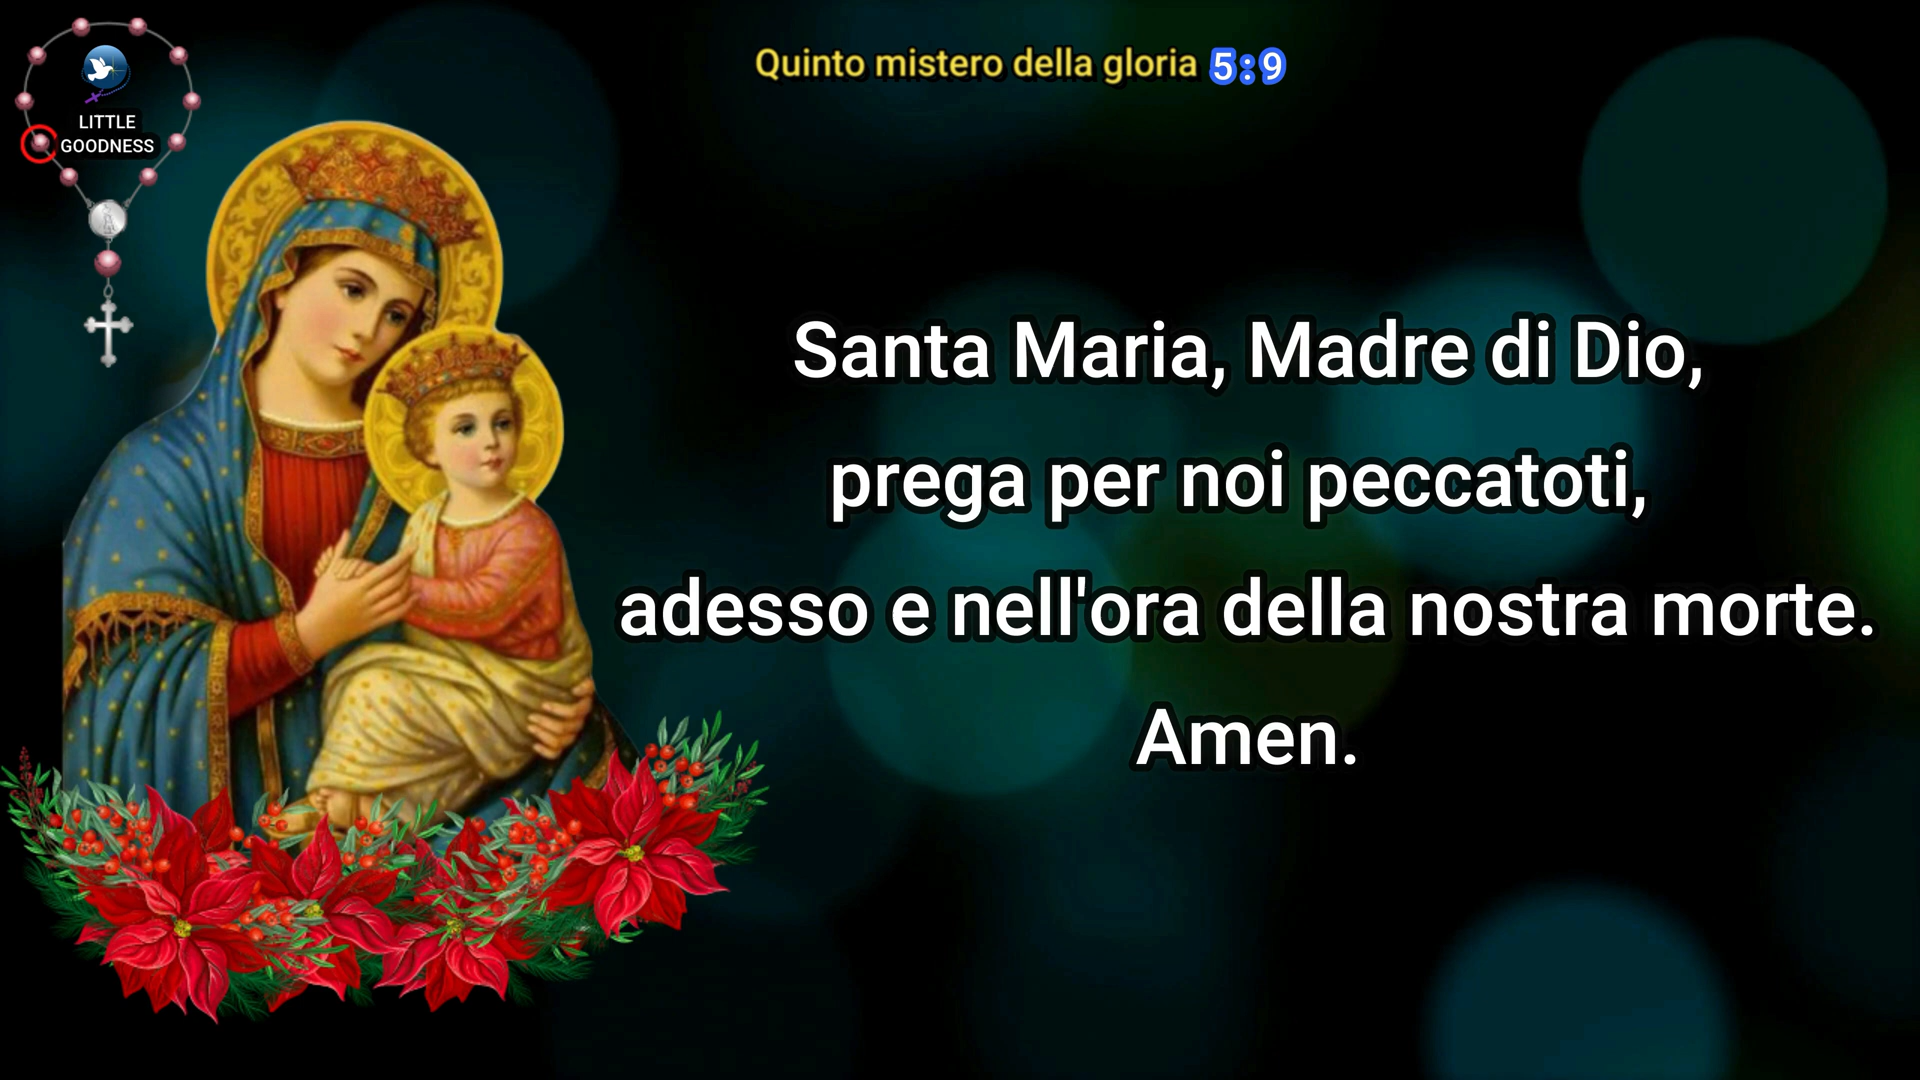 Quinto mistero della gloria 5:9
LITTLE
GOODNESS
Santa Maria, Madre di Dio,
prega per noi peccatoti,
adesso e nell'ora della nostra morte.
Amen.